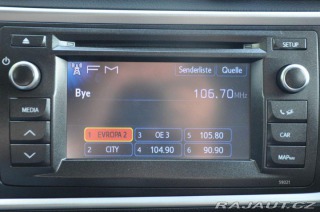 SETUP
FM
Senderliste Quelle
Bye
106.70 MHz
MEDIA
CAR
MAP
1 EVROPA 2 3 OE 3 5 105.80
2 CITY 4 104.90 6 90.90
RAJAUT.CZ